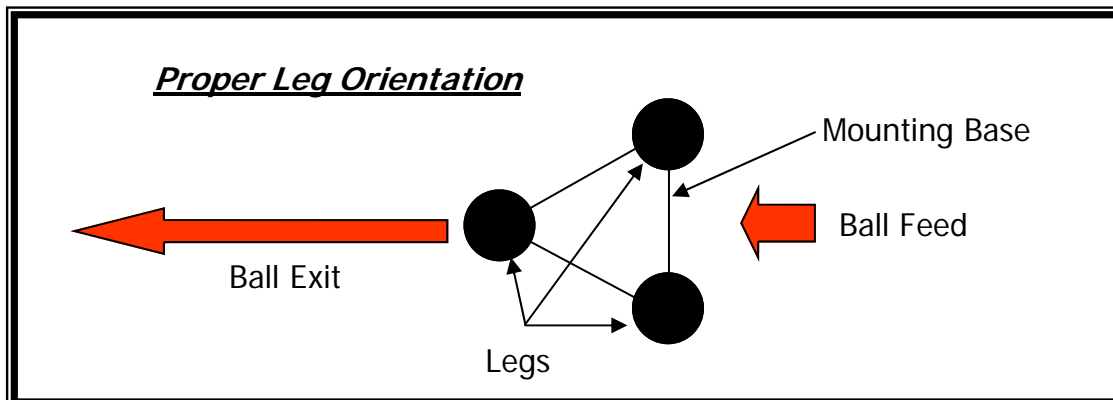 Proper Leg Orientation
Mounting Base
Ball Feed
Ball Exit
Legs